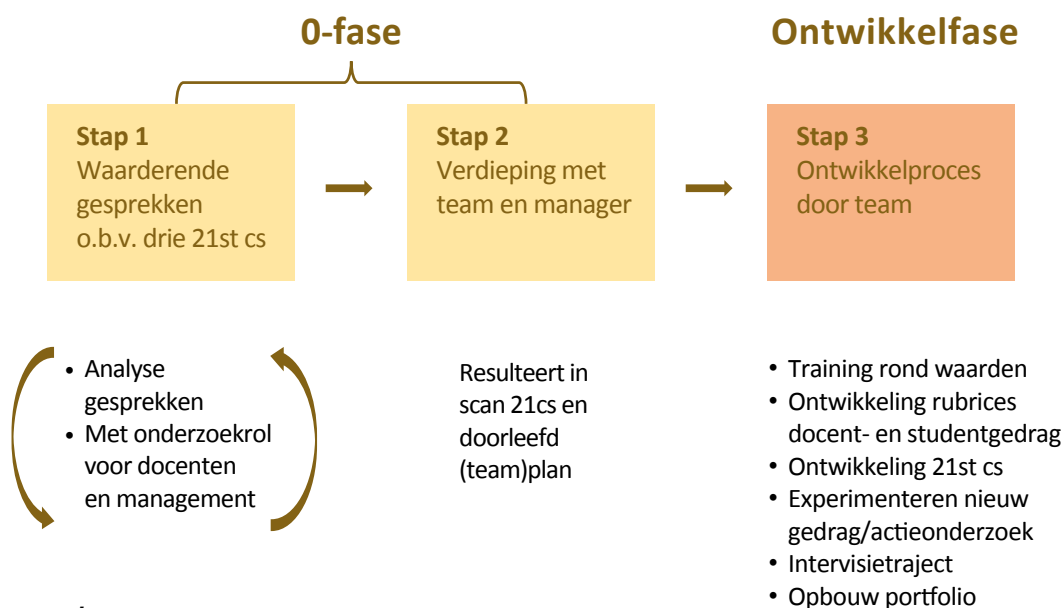 0-fase
Ontwikkelfase
Stap 1
Waarderende
gesprekken
o.b.v. drie 21st cs
Stap 2
Verdieping met
team en manager
Stap 3
Ontwikkelproces
door team
• Analyse
gesprekken
• Met onderzoekrol
voor docenten
en management
Resulteert in
scan 21cs en
doorleefd
(team)plan
• Training rond waarden
• Ontwikkeling rubrices
docent- en studentgedrag
• Ontwikkeling 21st cs
• Experimenteren nieuw
gedrag/actieonderzoek
• Intervisietraject
• Opbouw portfolio